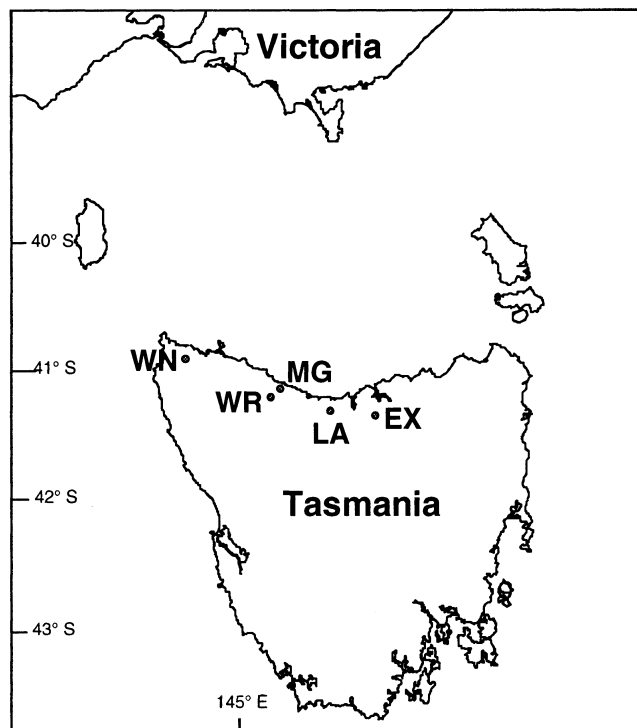 Victoria
40° S
41° S
WN
MG
WR
LA
EX
42° S
Tasmania
43° S
145° E